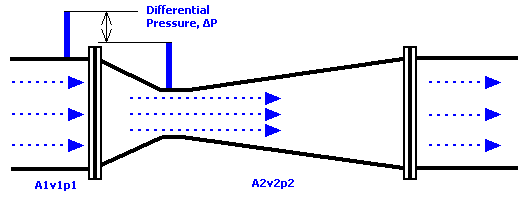 Differential
Pressure, ΔP
A1v1p1
A2v2p2